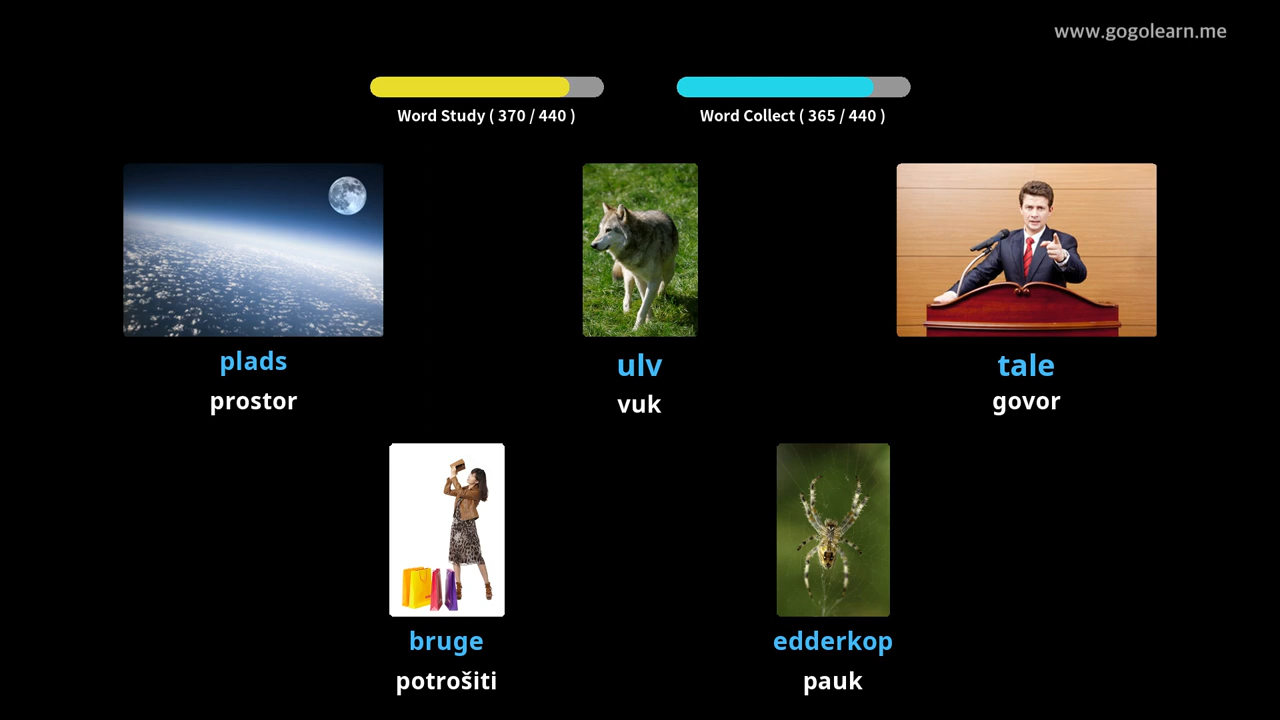 www.gogolearn.me
Word Study ( 370 / 440 )
Word Collect ( 365 / 440 )
plads
prostor
ulv
vuk
tale
govor
bruge
potrošiti
edderkop
pauk